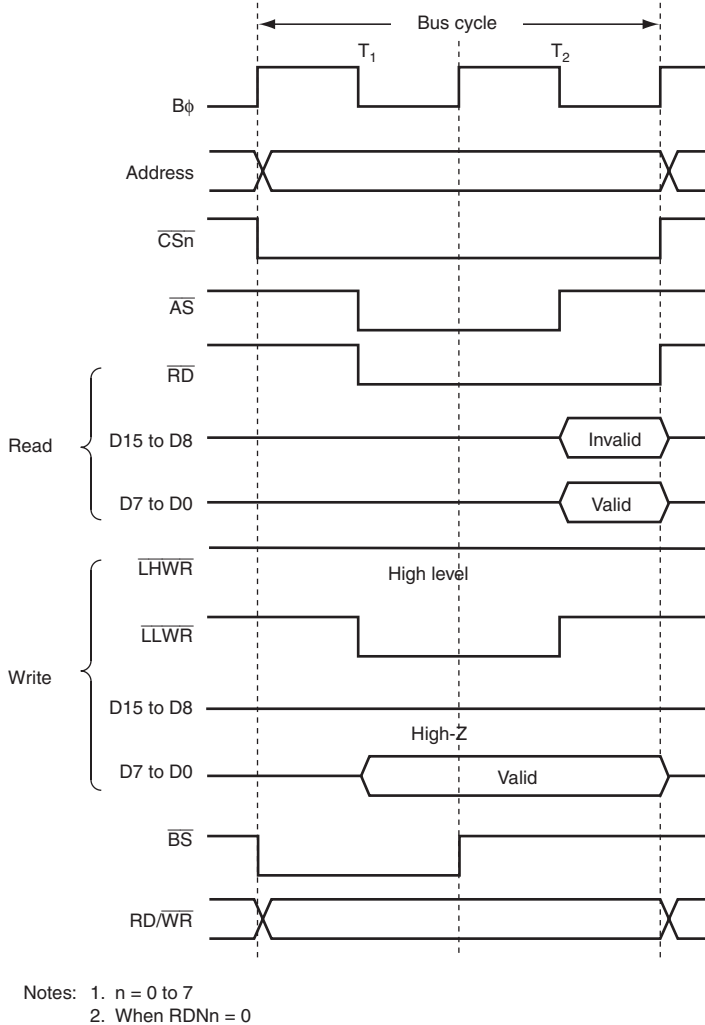 Bus cycle
T1 T2
Bϕ
Address
CSn
AS
RD
Read
D15 to D8 Invalid
D7 to D0 Valid
LHWR
High level
LLWR
Write
D15 to D8
High-Z
D7 to D0 Valid
BS
RD/WR
Notes: 1. n = 0 to 7
2. When RDNn = 0